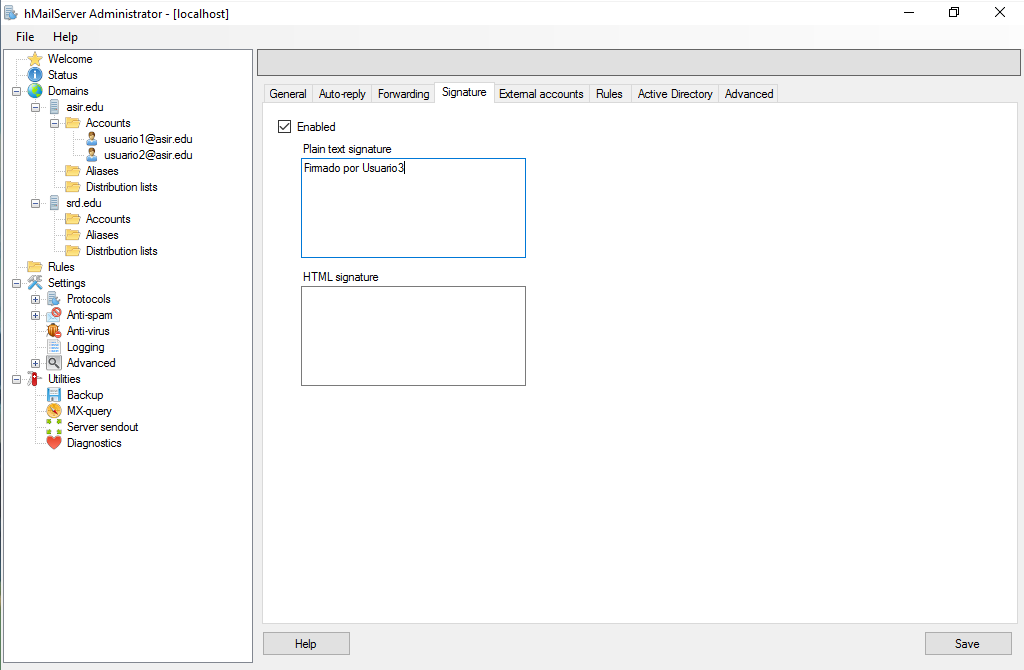 hMailServer Administrator - [localhost]
File Help
Welcome
Status
Domains
asir.edu
Accounts
usuario1@asir.edu
usuario2@asir.edu
Aliases
Distribution lists
srd.edu
Accounts
Aliases
Distribution lists
Rules
Settings
Protocols
Anti-spam
Anti-virus
Logging
Advanced
Utilities
Backup
MX-query
Server sendout
Diagnostics
General Auto-reply Forwarding Signature External accounts Rules Active Directory Advanced
Enabled
Plain text signature
Firmado por Usuario3
HTML signature
Help Save